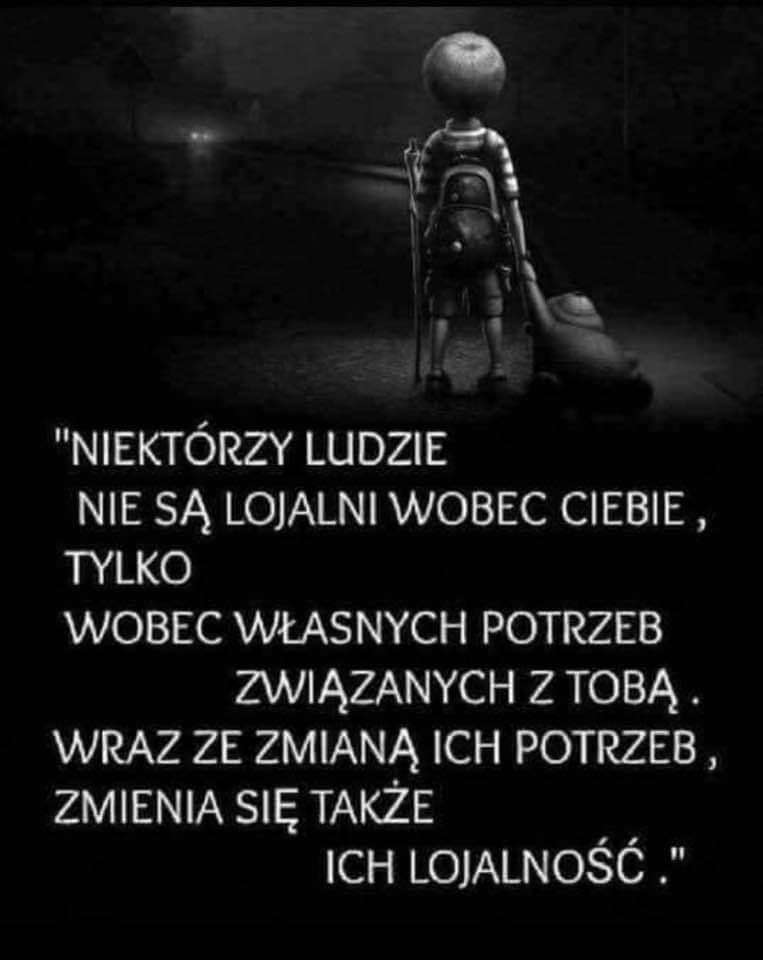 "NIEKTÓRZY LUDZIE
NIE SĄ LOJALNI WOBEC CIEBIE ,
TYLKO
WOBEC WŁASNYCH POTRZEB
ZWIĄZANYCH Z TOBĄ .
WRAZ ZE ZMIANĄ ICH POTRZEB ,
ZMIENIA SIĘ TAKŻE
ICH LOJALNOŚĆ ."